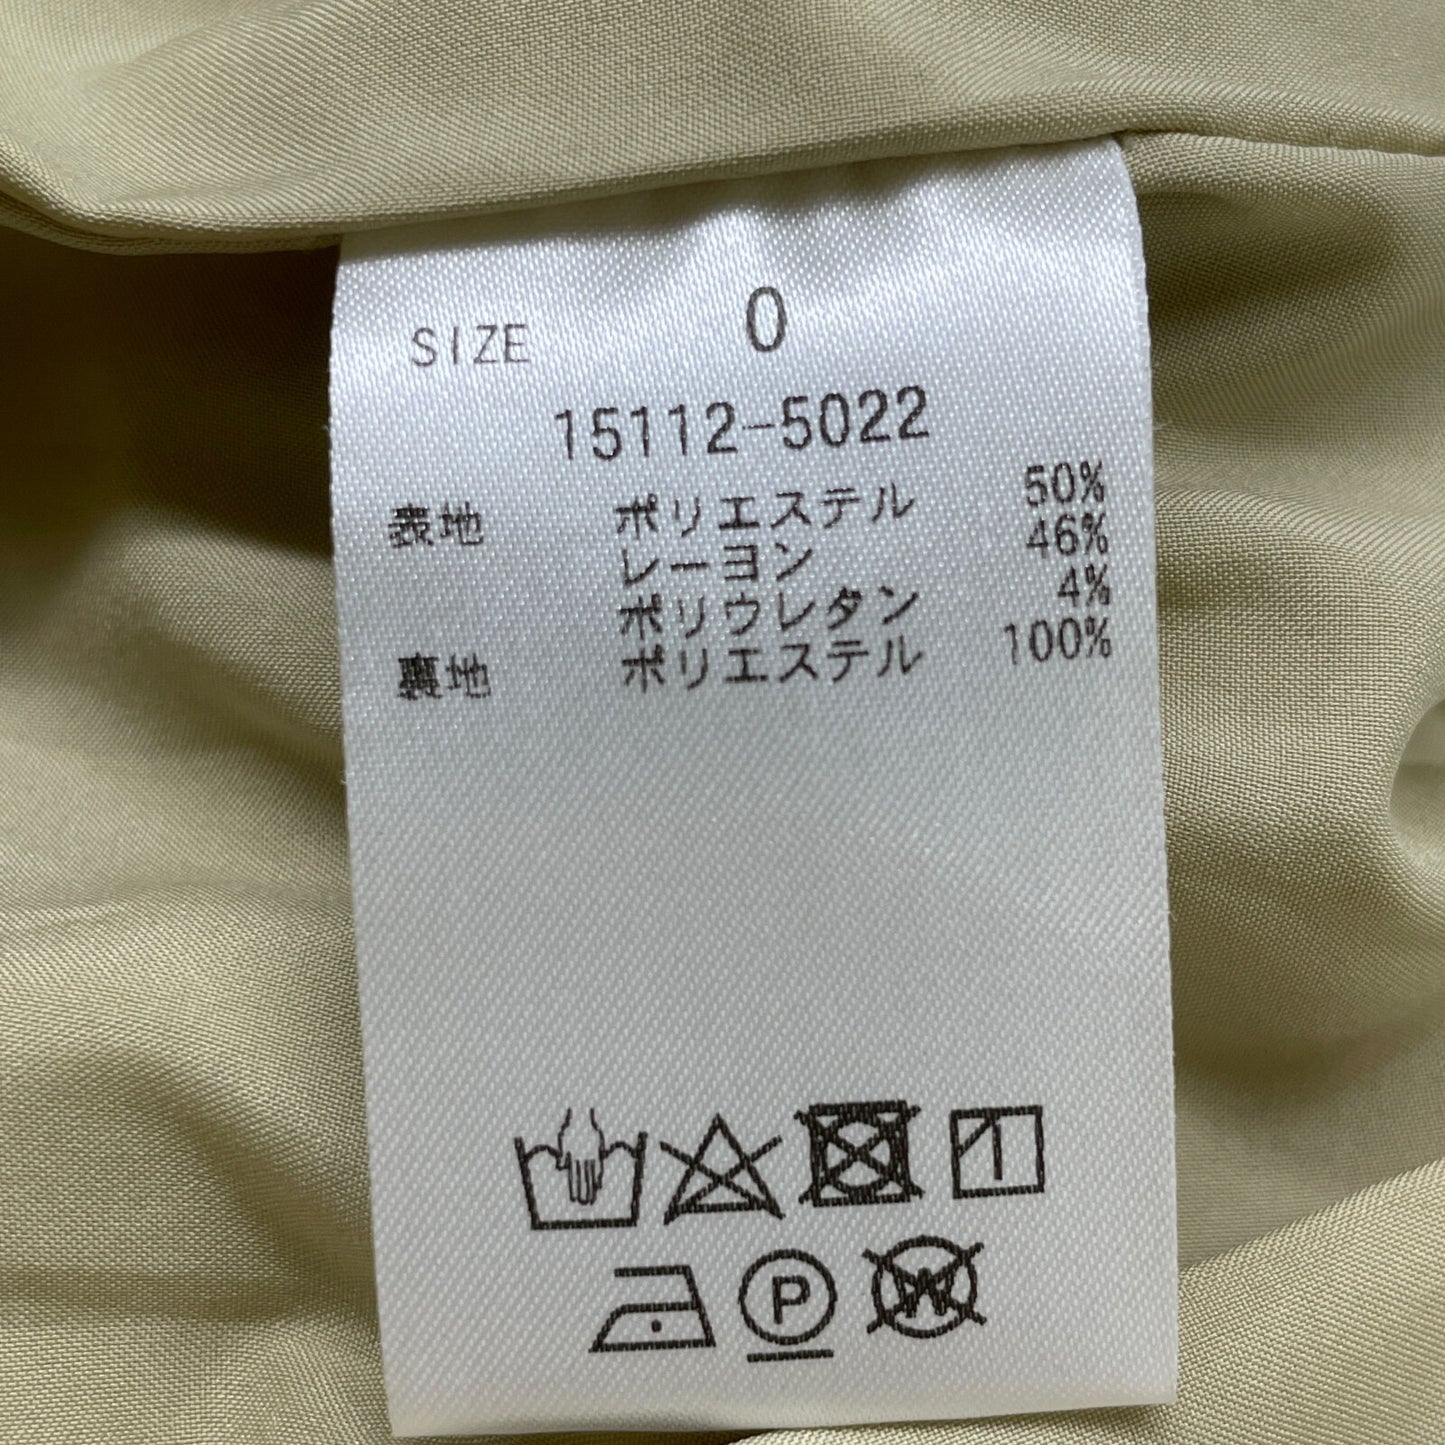 SIZE 0
15112-5022
表地 ポリエステル 50%
レーヨン 46%
ポリウレタン 4%
裏地 ポリエステル 100%
P W